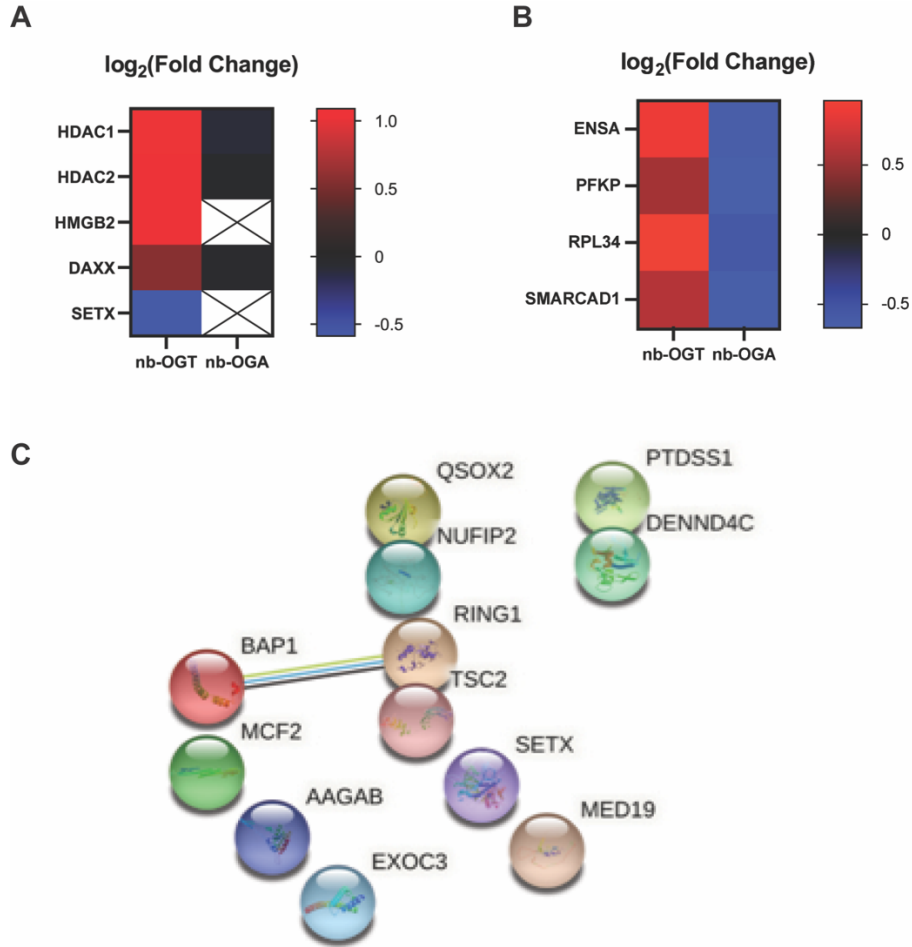 A
log₂(Fold Change)
HDAC1
HDAC2
HMGB2
DAXX
SETX
1.0
0.5
0
-0.5
nb-OGT nb-OGA
B
log₂(Fold Change)
ENSA
PFKP
RPL34
SMARCAD1
0.5
0
-0.5
nb-OGT nb-OGA
C
QSOX2
PTDSS1
NUFIP2
DENND4C
RING1
BAP1
TSC2
MCF2
SETX
AAGAB
MED19
EXOC3